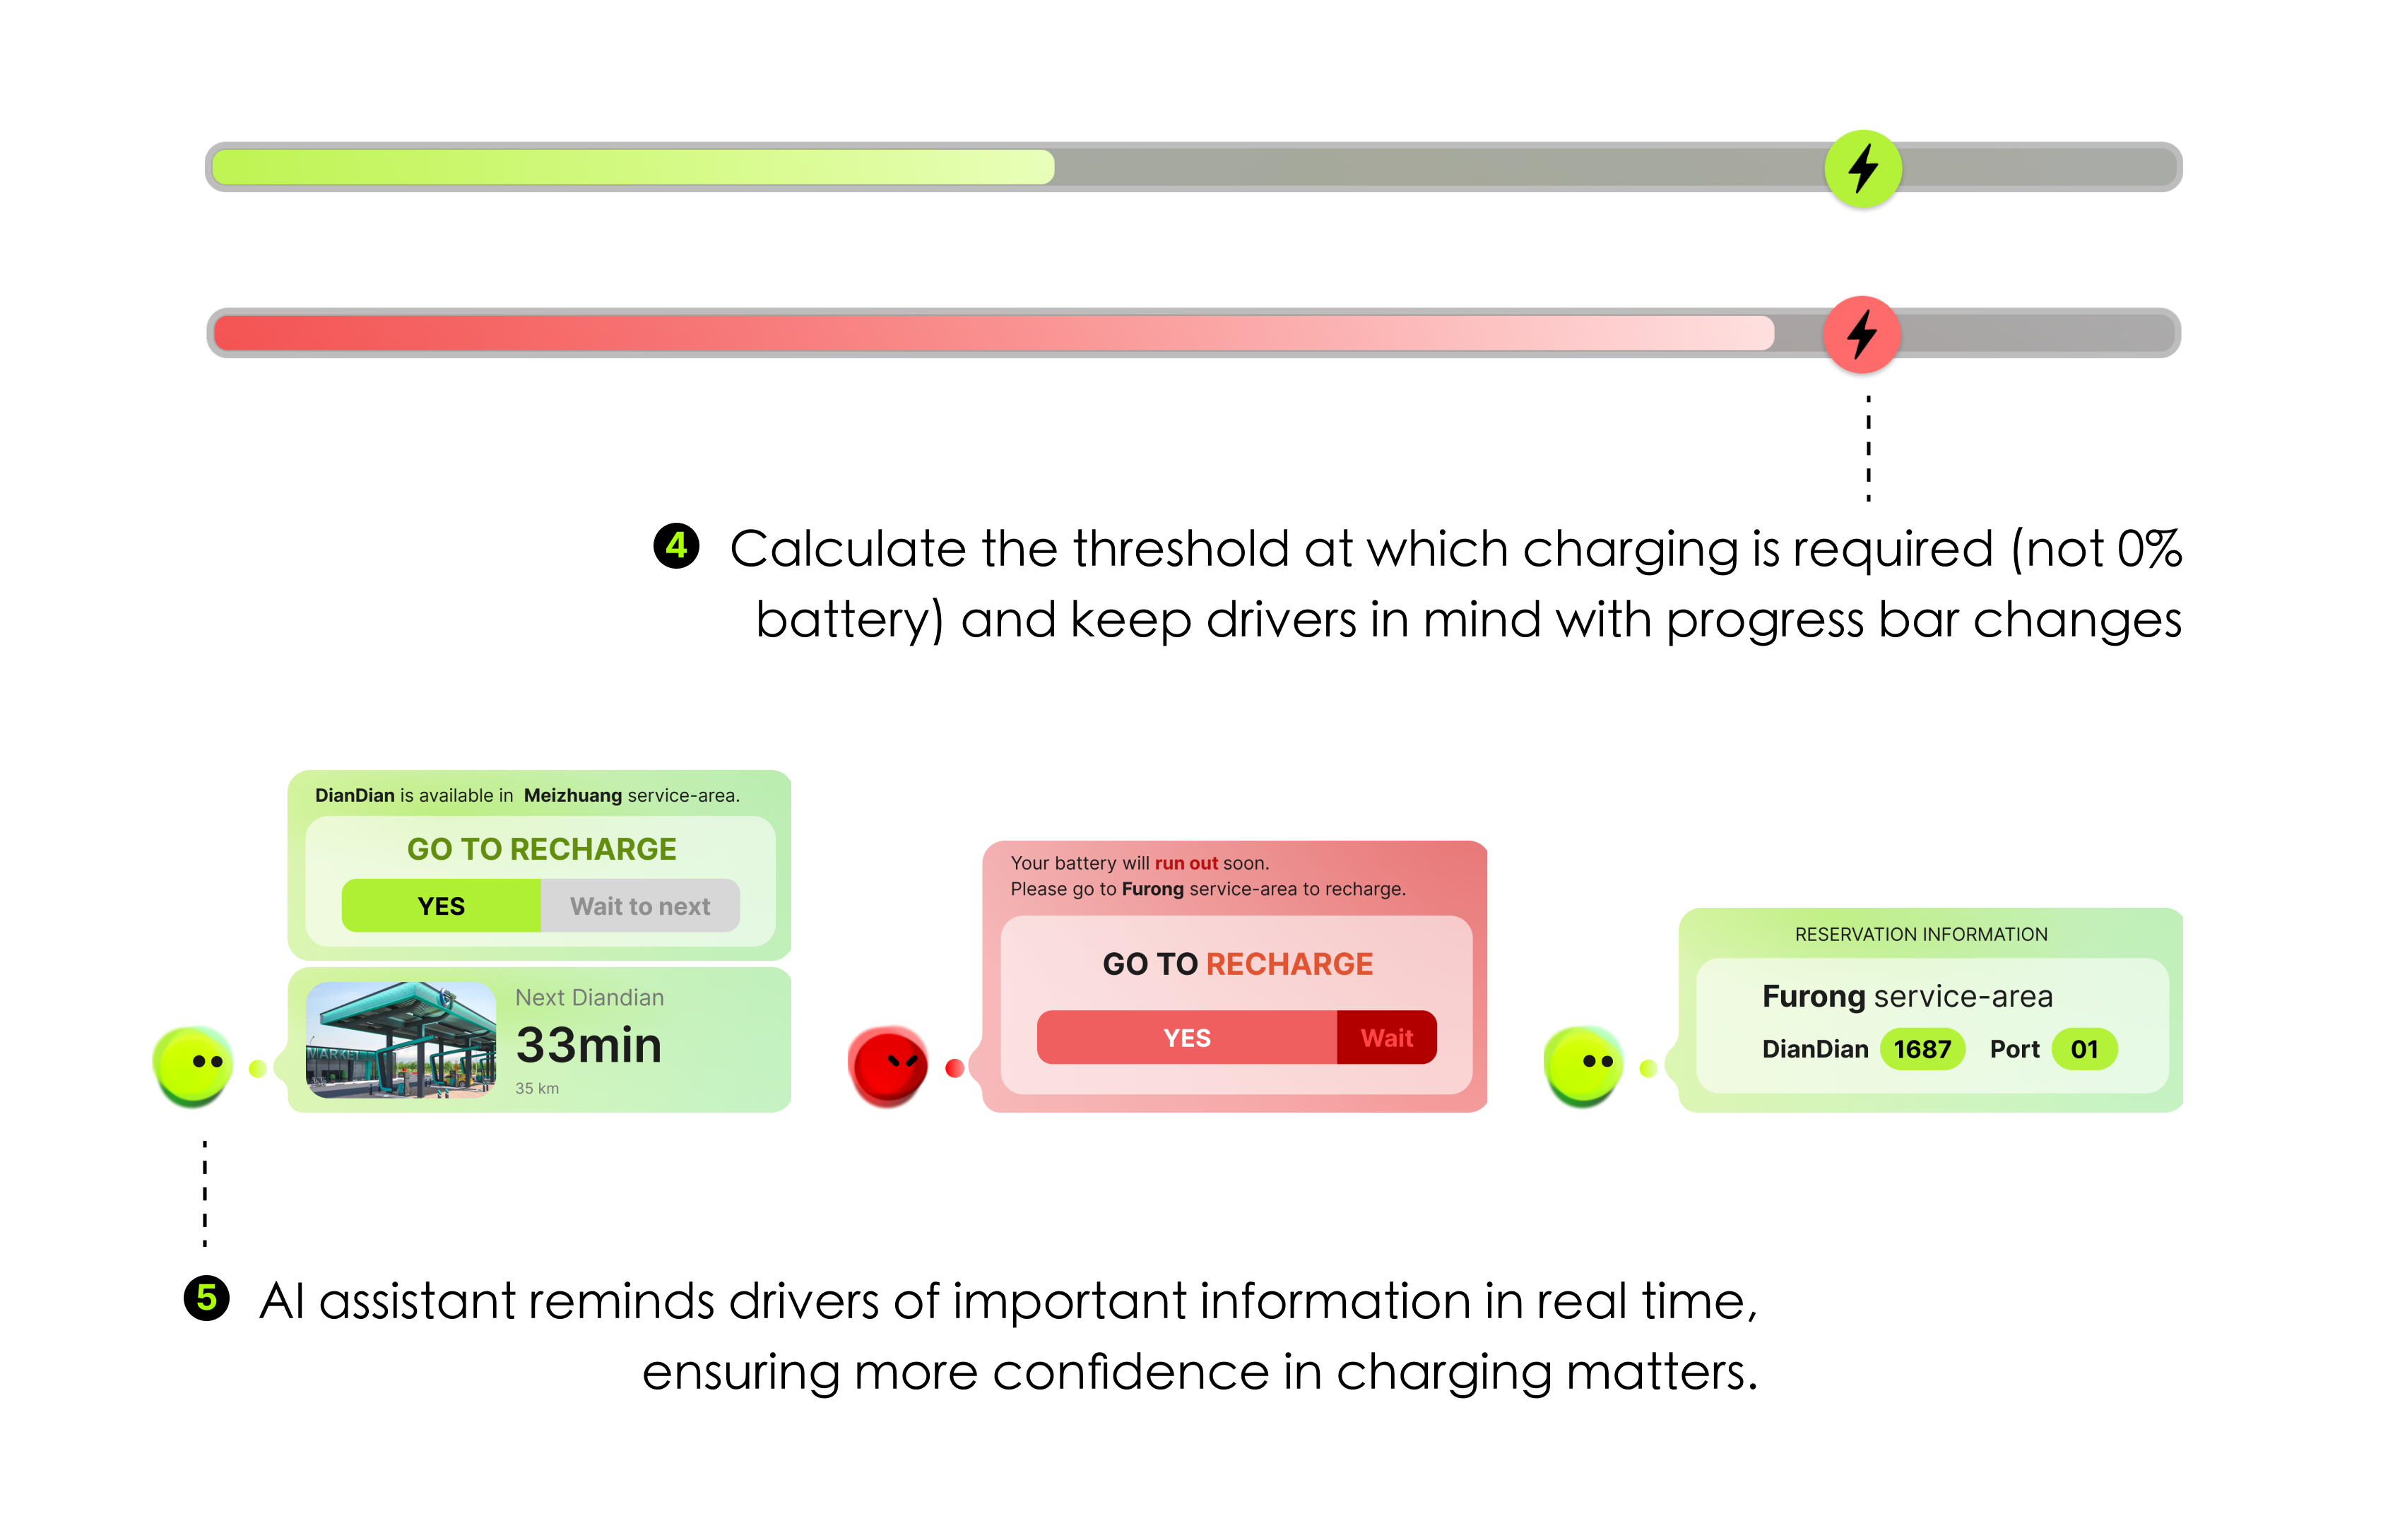 4 Calculate the threshold at which charging is required (not 0%
battery) and keep drivers in mind with progress bar changes
DianDian is available in Meizhuang service-area.
GO TO RECHARGE
YES Wait to next
MARKET
Next Diandian
33min
35 km
Your battery will run out soon.
Please go to Furong service-area to recharge.
GO TO RECHARGE
YES Wait
RESERVATION INFORMATION
Furong service-area
DianDian 1687 Port 01
5 AI assistant reminds drivers of important information in real time,
ensuring more confidence in charging matters.